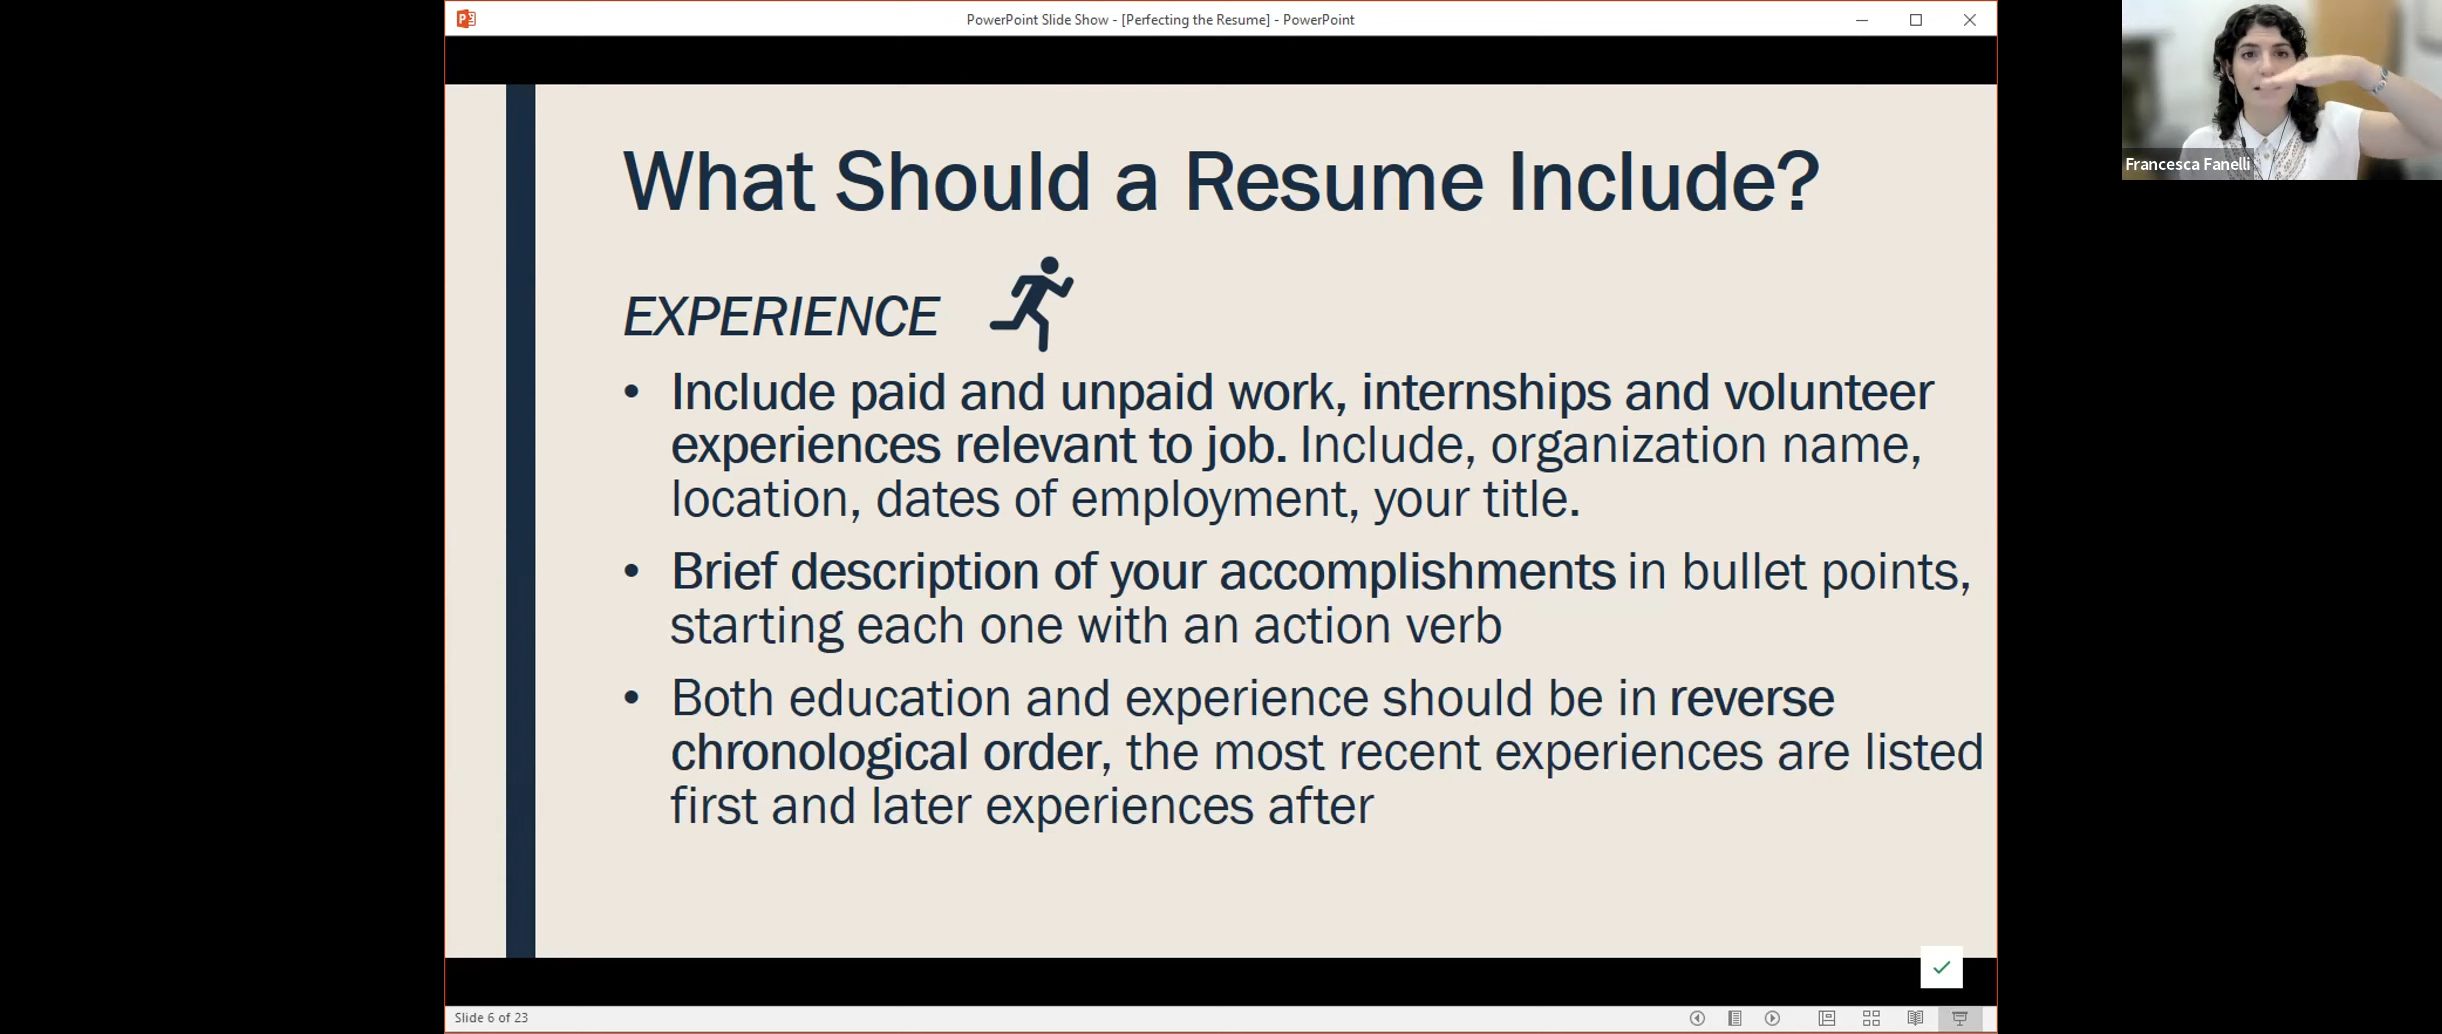 PowerPoint Slide Show - [Perfecting the Resume] - PowerPoint
What Should a Resume Include?
EXPERIENCE
• Include paid and unpaid work, internships and volunteer
experiences relevant to job. Include, organization name,
location, dates of employment, your title.
• Brief description of your accomplishments in bullet points,
starting each one with an action verb
• Both education and experience should be in reverse
chronological order, the most recent experiences are listed
first and later experiences after
Slide 6 of 23
Francesca Fanelli